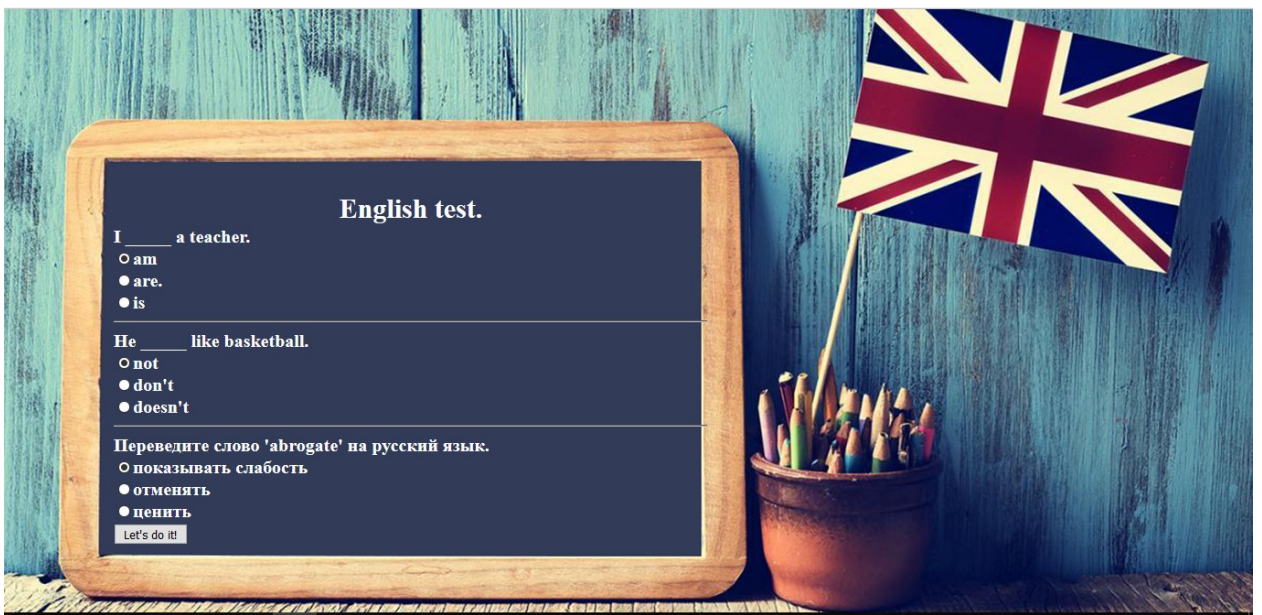 English test.
I _____ a teacher.
am
are.
is
He _____ like basketball.
not
don't
doesn't
Переведите слово 'abrogate' на русский язык.
показывать слабость
отменять
ценить
Let's do it!